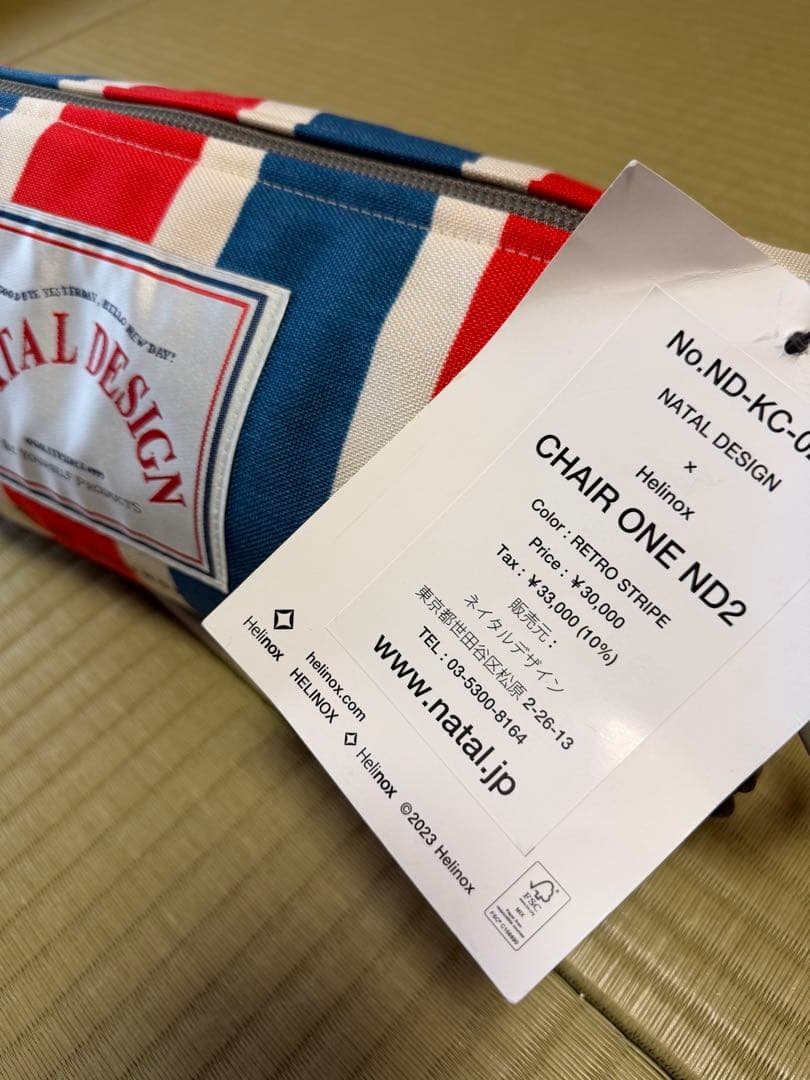 YESTERDAY, HELLO NEW DAY!
NATAL DESIGN
PRODUCTS
No.ND-KC-0
NATAL DESIGN
×
Helinox
CHAIR ONE ND2
Color : RETRO STRIPE
Price : ¥30,000
Tax : ¥33,000 (10%)
販売元：
ネイタルデザイン
東京都世田谷区松原 2-26-13
TEL : 03-5300-8164
www.natal.jp
Helinox
helinox.com
HELINOX
Helinox
©2023 Helinox
FSC
MIX